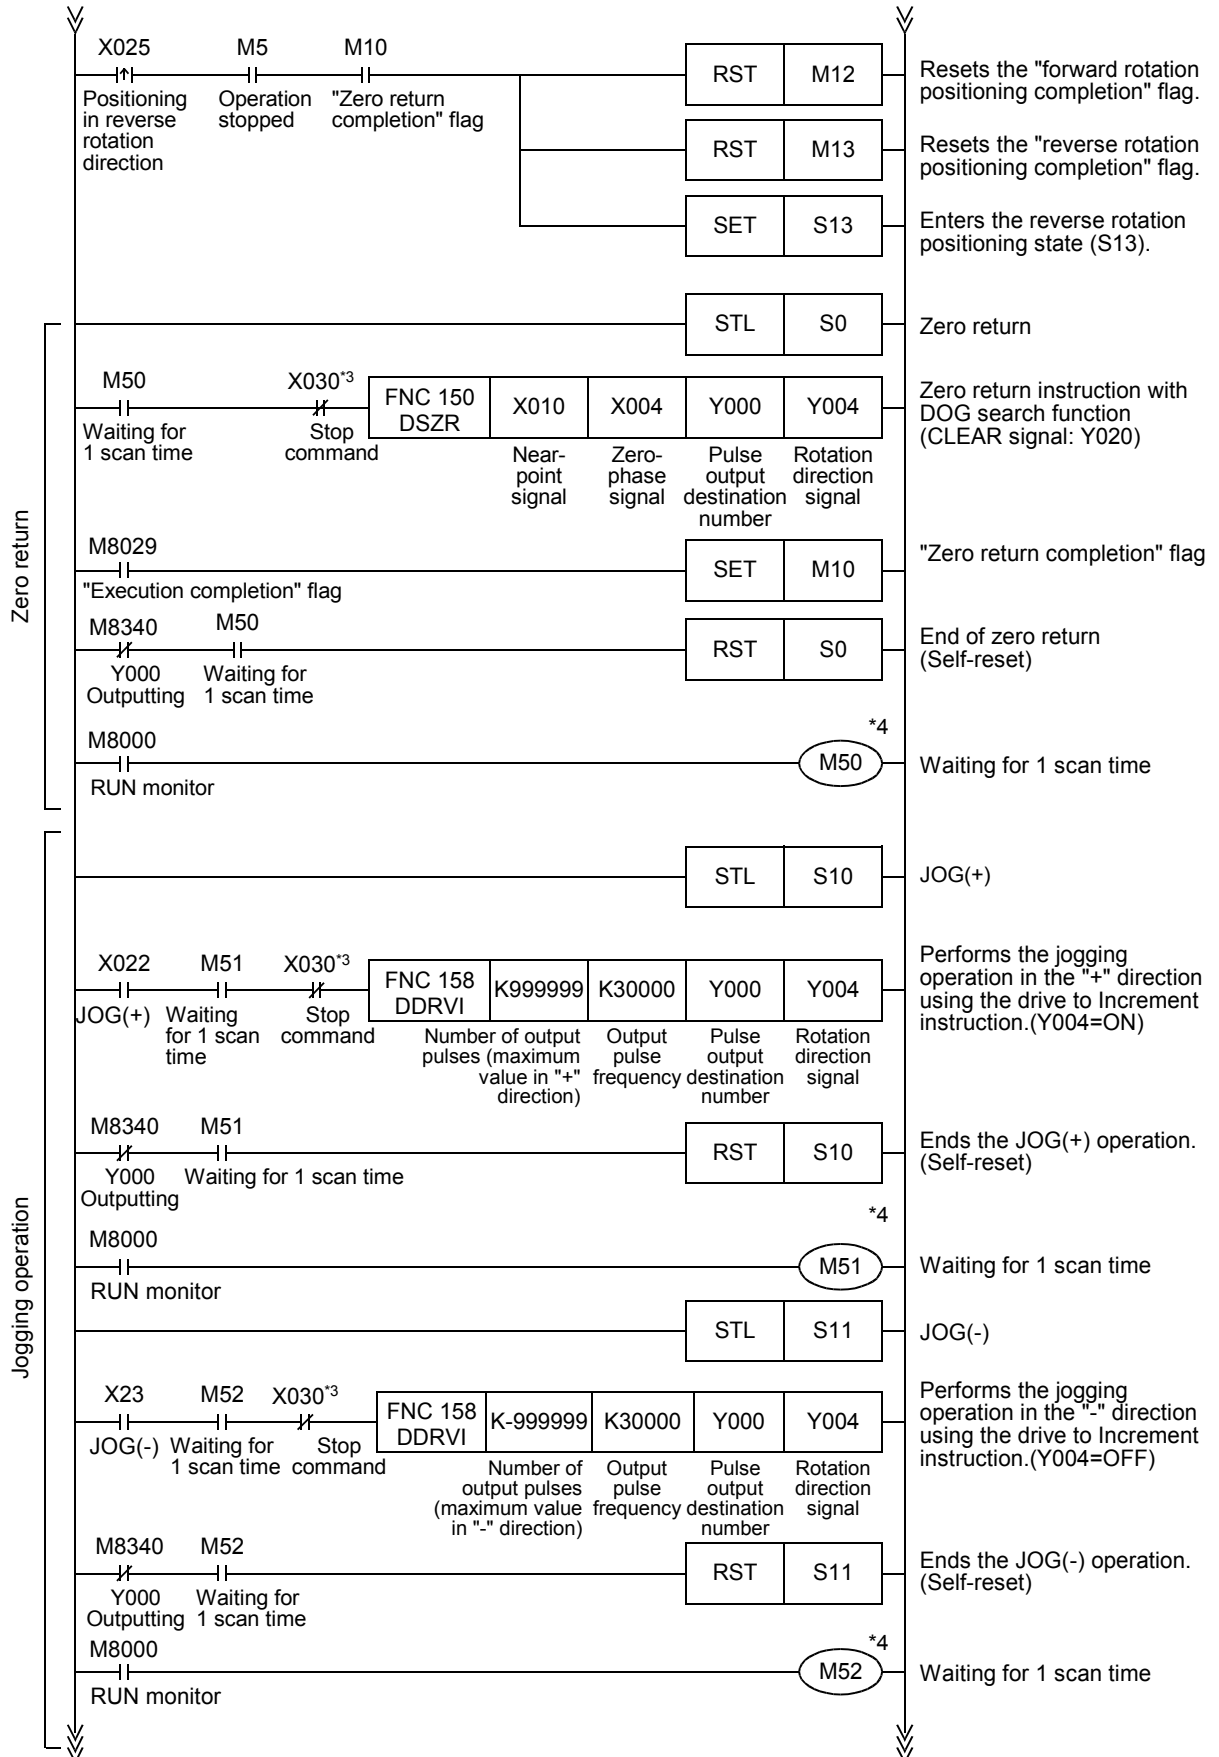 X025 M5 M10
RST M12
Resets the "forward rotation
positioning completion" flag.
Positioning
in reverse
rotation
direction
Operation
stopped
"Zero return
completion" flag
RST M13
Resets the "reverse rotation
positioning completion" flag.
SET S13
Enters the reverse rotation
positioning state (S13).
Zero return
STL S0
Zero return
M50 X030*3
FNC 150
DSZR
X010 X004 Y000 Y004
Zero return instruction with
DOG search function
(CLEAR signal: Y020)
Waiting for
1 scan time
Stop
command
Near-
point
signal
Zero-
phase
signal
Pulse
output
destination
number
Rotation
direction
signal
M8029
SET M10
"Zero return completion" flag
"Execution completion" flag
M8340 M50
RST S0
End of zero return
(Self-reset)
Y000
Outputting
Waiting for
1 scan time
M8000
*4
M50
Waiting for 1 scan time
RUN monitor
Jogging operation
STL S10
JOG(+)
X022 M51 X030*3
FNC 158
DDRVI
K999999 K30000 Y000 Y004
Performs the jogging
operation in the "+" direction
using the drive to Increment
instruction.(Y004=ON)
JOG(+)
Waiting
for 1 scan
time
Stop
command
Number of output
pulses (maximum
value in "+"
direction)
Output
pulse
frequency
Pulse
output
destination
number
Rotation
direction
signal
M8340 M51
RST S10
Ends the JOG(+) operation.
(Self-reset)
Y000
Outputting
Waiting for 1 scan time
M8000
*4
M51
Waiting for 1 scan time
RUN monitor
STL S11
JOG(-)
X23 M52 X030*3
FNC 158
DDRVI
K-999999 K30000 Y000 Y004
Performs the jogging
operation in the "-" direction
using the drive to Increment
instruction.(Y004=OFF)
JOG(-)
Waiting for
1 scan time
Stop
command
Number of
output pulses
(maximum value
in "-" direction)
Output
pulse
frequency
Pulse
output
destination
number
Rotation
direction
signal
M8340 M52
RST S11
Ends the JOG(-) operation.
(Self-reset)
Y000
Outputting
Waiting for
1 scan time
M8000
*4
M52
Waiting for 1 scan time
RUN monitor